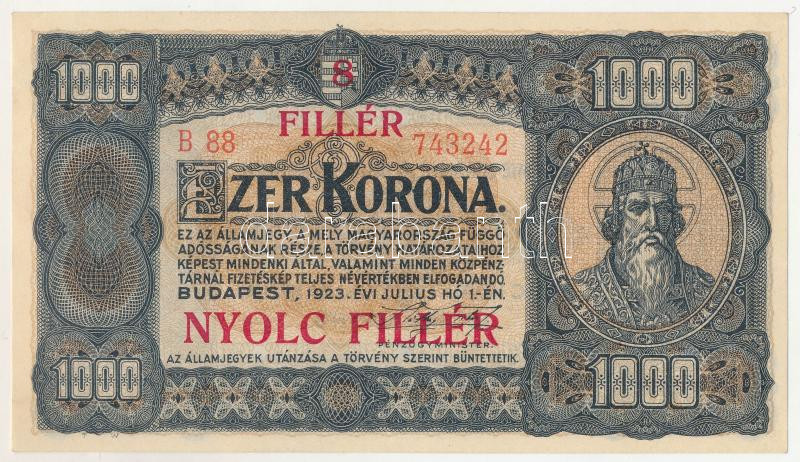 1000 8 1000
FILLÉR
B 88 743242
EZER KORONA.
EZ AZ ÁLLAMJEGY, A MELY MAGYARORSZÁG FÜGGŐ
ADÓSSÁGÁNAK RÉSZE, A TÖRVÉNY HATÁROZATAIHOZ
KÉPEST MINDENKI ÁLTAL, VALAMINT MINDEN KÖZPÉNZ-
TÁRNÁL FIZETÉSKÉP TELJES NÉVÉRTÉKBEN ELFOGADANDÓ.
BUDAPEST, 1923. ÉVI JULIUS HÓ 1.-ÉN.
NYOLC FILLÉR
PÉNZÜGYMINISTER.
AZ ÁLLAMJEGYEK UTÁNZÁSA A TÖRVÉNY SZERINT BÜNTETTETIK.
1000 1000